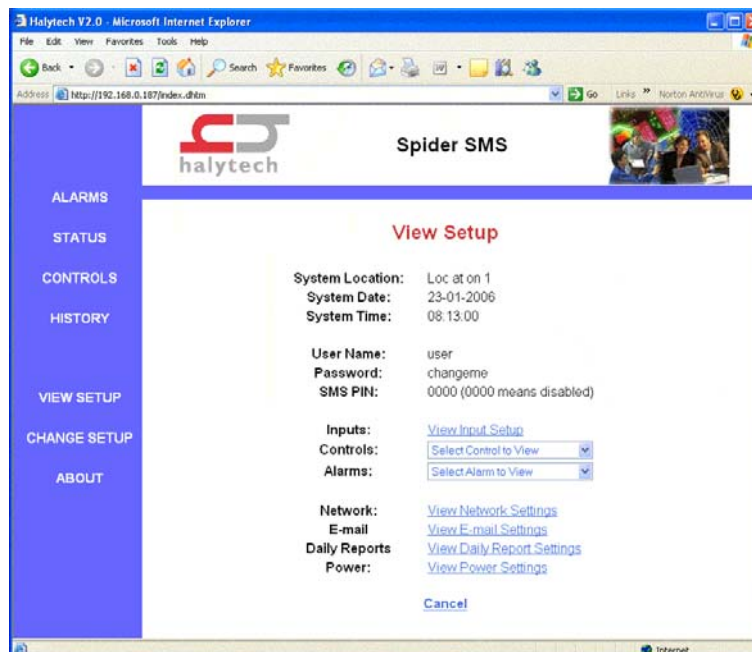 Halytech V2.0 - Microsoft Internet Explorer
File Edit View Favorites Tools Help
Back Search Favorites
Address http://192.168.0.187/index.dhtm Go Links » Norton AntiVirus
halytech
Spider SMS
ALARMS
STATUS
CONTROLS
HISTORY
VIEW SETUP
CHANGE SETUP
ABOUT
View Setup
System Location: Loc at on 1
System Date: 23-01-2006
System Time: 08:13:00
User Name: user
Password: changeme
SMS PIN: 0000 (0000 means disabled)
Inputs: View Input Setup
Controls: Select Control to View
Alarms: Select Alarm to View
Network: View Network Settings
E-mail View E-mail Settings
Daily Reports View Daily Report Settings
Power: View Power Settings
Cancel
Internet